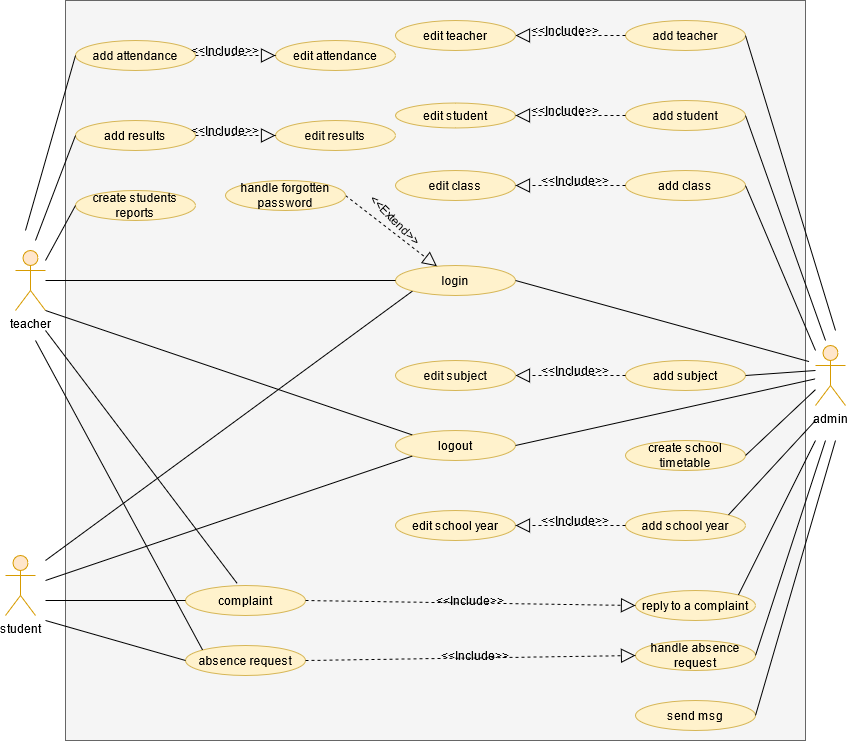 edit teacher
<<Include>>
add teacher
add attendance
<<Include>>
edit attendance
edit student
<<Include>>
add student
add results
<<Include>>
edit results
edit class
<<Include>>
add class
create students
reports
handle forgotten
password
<<Extend>>
login
teacher
edit subject
<<Include>>
add subject
admin
logout
create school
timetable
edit school year
<<Include>>
add school year
complaint
<<Include>>
reply to a complaint
student
absence request
<<Include>>
handle absence
request
send msg